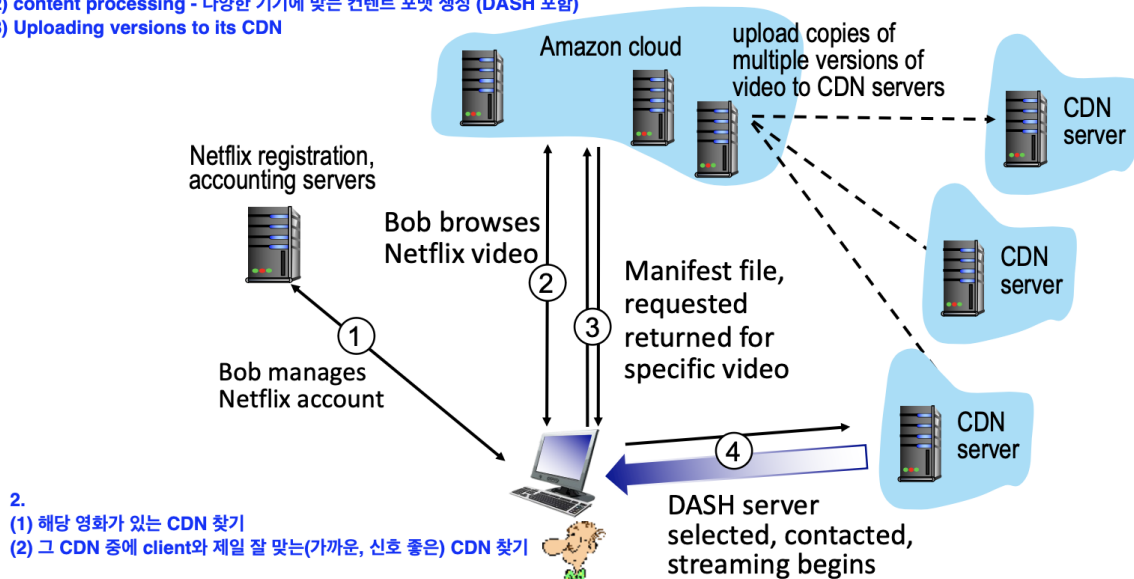 2) content processing - 다양한 기기에 맞는 컨텐트 포맷 생성 (DASH 포함)
3) Uploading versions to its CDN
Amazon cloud
upload copies of
multiple versions of
video to CDN servers
CDN
server
Netflix registration,
accounting servers
Bob browses
Netflix video
2
CDN
server
Manifest file,
requested
returned for
specific video
3
1
Bob manages
Netflix account
CDN
server
4
DASH server
selected, contacted,
streaming begins
2.
(1) 해당 영화가 있는 CDN 찾기
(2) 그 CDN 중에 client와 제일 잘 맞는(가까운, 신호 좋은) CDN 찾기